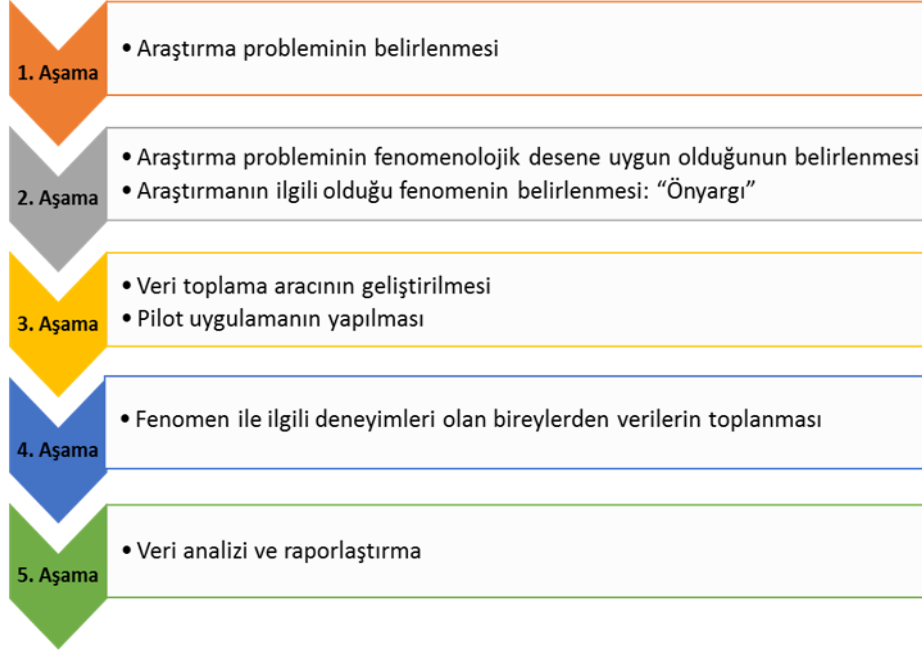 1. Aşama
• Araştırma probleminin belirlenmesi
2. Aşama
• Araştırma probleminin fenomenolojik desene uygun olduğunun belirlenmesi
• Araştırmanın ilgili olduğu fenomenin belirlenmesi: “Önyargı”
3. Aşama
• Veri toplama aracının geliştirilmesi
• Pilot uygulamanın yapılması
4. Aşama
• Fenomen ile ilgili deneyimleri olan bireylerden verilerin toplanması
5. Aşama
• Veri analizi ve raporlaştırma